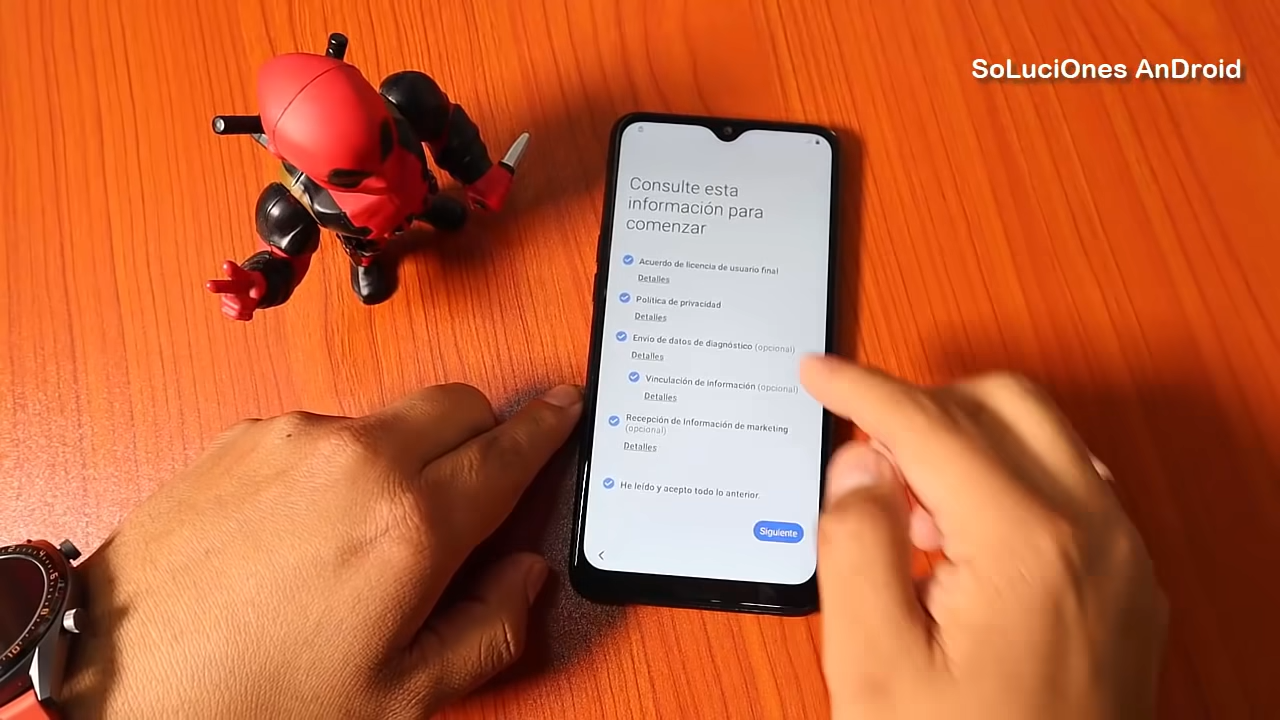 SoLuciOnes AnDroid
Consulte esta
información para
comenzar
Acuerdo de licencia de usuario final
Detalles
Política de privacidad
Detalles
Envío de datos de diagnóstico (opcional)
Detalles
Vinculación de información (opcional)
Detalles
Recepción de Información de marketing
(opcional)
Detalles
He leído y acepto todo lo anterior.
Siguiente